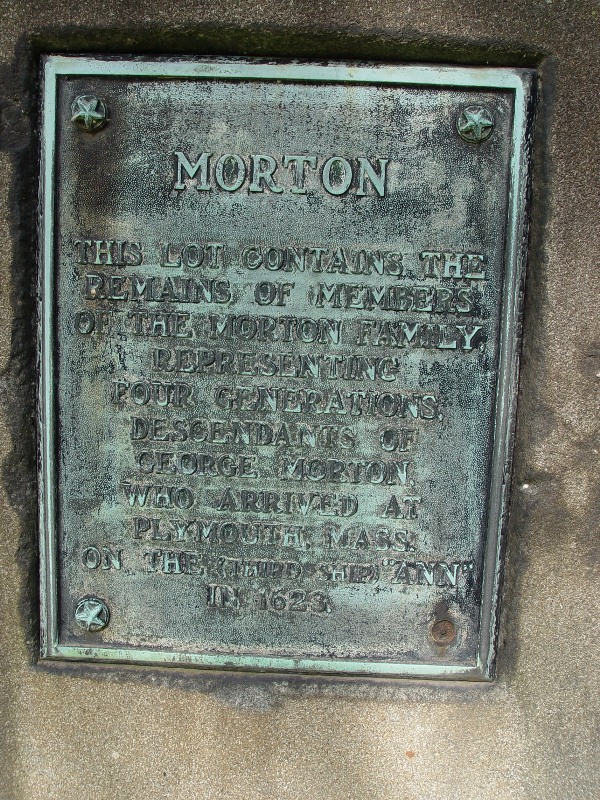 MORTON
THIS LOT CONTAINS THE
REMAINS OF MEMBERS
OF THE MORTON FAMILY,
REPRESENTING
FOUR GENERATIONS,
DESCENDANTS OF
GEORGE MORTON,
WHO ARRIVED AT
PLYMOUTH, MASS.
ON THE (THIRD SHIP) "ANN"
IN 1623.